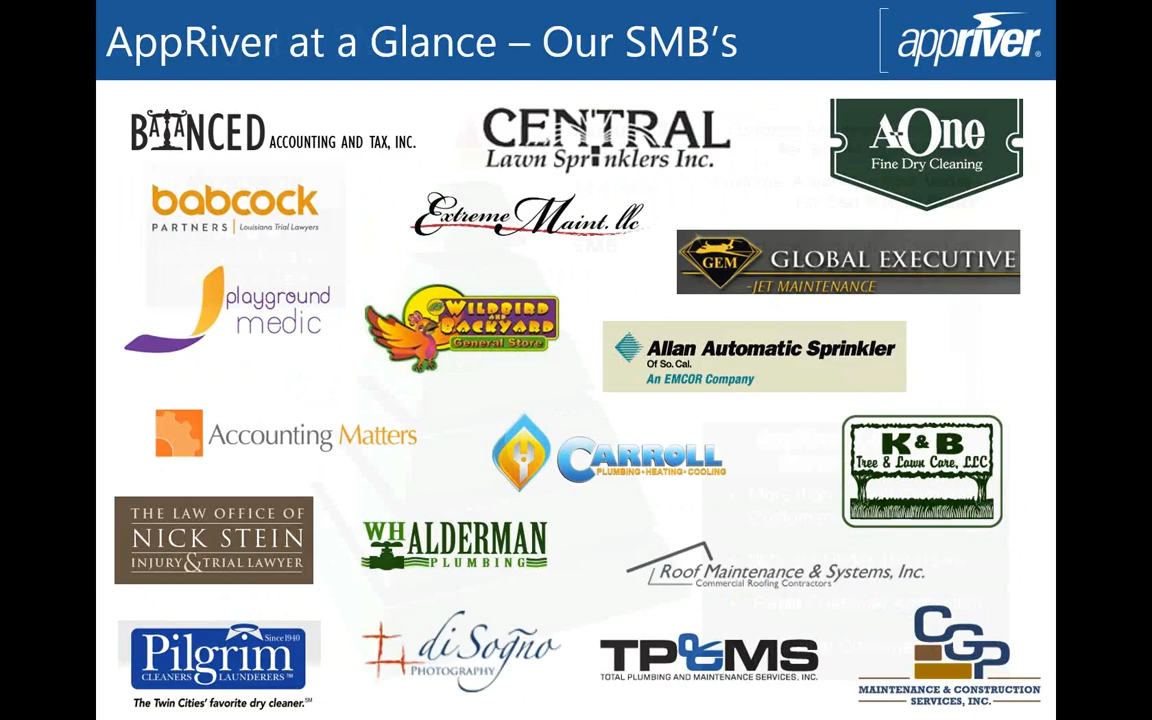 AppRiver at a Glance – Our SMB's
appriver®
BALANCED ACCOUNTING AND TAX, INC.
CENTRAL
Lawn Sprinklers Inc.
A-One
Fine Dry Cleaning
babcock
PARTNERS | Louisiana Trial Lawyers
Extreme Maint. llc
GEM
GLOBAL EXECUTIVE
-JET MAINTENANCE
playground
medic
WILDBIRD
AND
BACKYARD
General Store
Allan Automatic Sprinkler
Of So. Cal.
An EMCOR Company
Accounting Matters
CARROLL
PLUMBING•HEATING•COOLING
K & B
Tree & Lawn Care, LLC
THE LAW OFFICE OF
NICK STEIN
INJURY & TRIAL LAWYER
WH ALDERMAN
PLUMBING
Roof Maintenance & Systems, Inc.
Commercial Roofing Contractors
Since 1940
Pilgrim
CLEANERS LAUNDERERS™
The Twin Cities' favorite dry cleaner.℠
diSogno
PHOTOGRAPHY
TP&MS
TOTAL PLUMBING AND MAINTENANCE SERVICES, INC.
CGP
MAINTENANCE & CONSTRUCTION
SERVICES, INC.